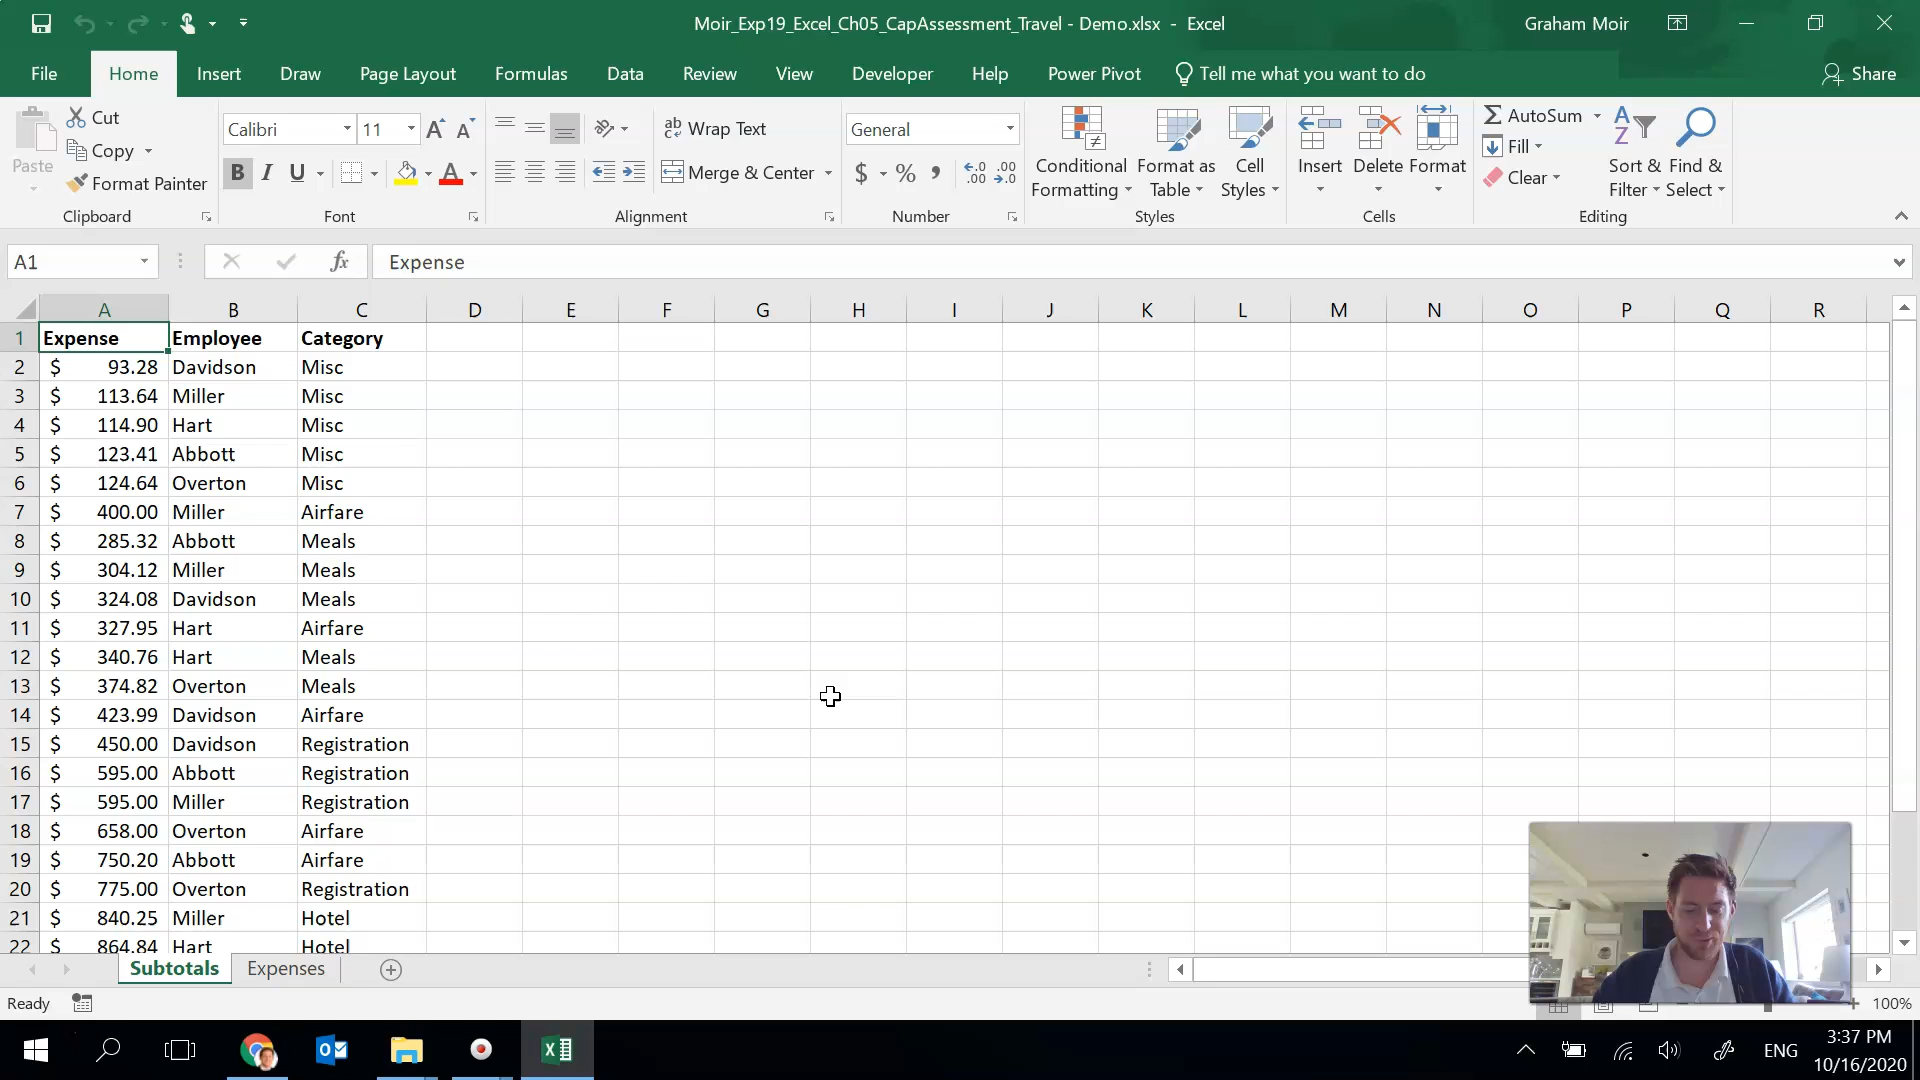 Moir_Exp19_Excel_Ch05_CapAssessment_Travel - Demo.xlsx - Excel
Graham Moir
File Home Insert Draw Page Layout Formulas Data Review View Developer Help Power Pivot Tell me what you want to do Share
Paste
Cut
Copy
Format Painter
Clipboard
Calibri 11
B I U
Font
Wrap Text
Merge & Center
Alignment
General
$ % ,
Number
Conditional Formatting
Format as Table
Cell Styles
Styles
Insert
Delete
Format
Cells
AutoSum
Fill
Clear
Sort & Filter
Find & Select
Editing
A1 fx Expense
A B C D E F G H I J K L M N O P Q R
1 Expense Employee Category
2 $ 93.28 Davidson Misc
3 $ 113.64 Miller Misc
4 $ 114.90 Hart Misc
5 $ 123.41 Abbott Misc
6 $ 124.64 Overton Misc
7 $ 400.00 Miller Airfare
8 $ 285.32 Abbott Meals
9 $ 304.12 Miller Meals
10 $ 324.08 Davidson Meals
11 $ 327.95 Hart Airfare
12 $ 340.76 Hart Meals
13 $ 374.82 Overton Meals
14 $ 423.99 Davidson Airfare
15 $ 450.00 Davidson Registration
16 $ 595.00 Abbott Registration
17 $ 595.00 Miller Registration
18 $ 658.00 Overton Airfare
19 $ 750.20 Abbott Airfare
20 $ 775.00 Overton Registration
21 $ 840.25 Miller Hotel
22 $ 864.84 Hart Hotel
Subtotals Expenses
Ready
100%
ENG
3:37 PM
10/16/2020